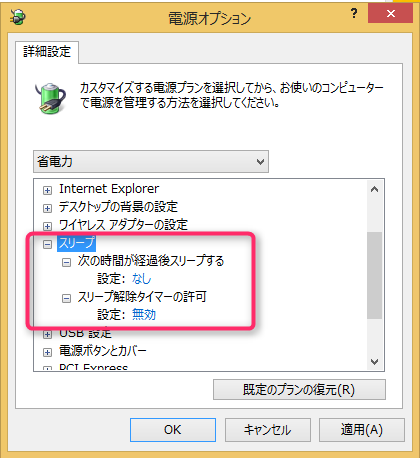 電源オプション
?
詳細設定
カスタマイズする電源プランを選択してから、お使いのコンピューター
で電源を管理する方法を選択してください。
省電力
Internet Explorer
デスクトップの背景の設定
ワイヤレス アダプターの設定
スリープ
次の時間が経過後スリープする
設定: なし
スリープ解除タイマーの許可
設定: 無効
USB 設定
電源ボタンとカバー
PCI Express
既定のプランの復元(R)
OK
キャンセル
適用(A)